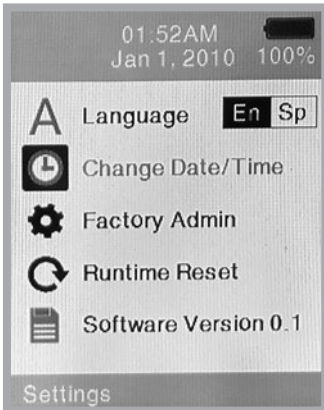 01:52AM
Jan 1, 2010 100%
A Language En Sp
Change Date/Time
Factory Admin
Runtime Reset
Software Version 0.1
Settings